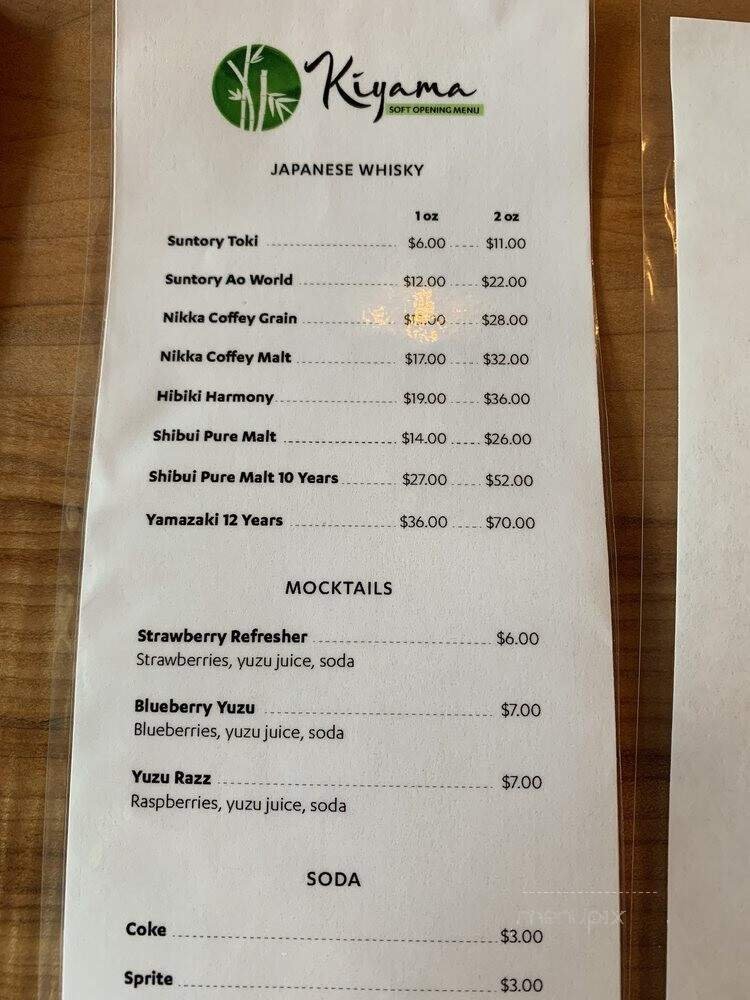 Kiyama
SOFT OPENING MENU
JAPANESE WHISKY
1 oz 2 oz
Suntory Toki $6.00 $11.00
Suntory Ao World $12.00 $22.00
Nikka Coffey Grain $28.00
Nikka Coffey Malt $17.00 $32.00
Hibiki Harmony $19.00 $36.00
Shibui Pure Malt $14.00 $26.00
Shibui Pure Malt 10 Years $27.00 $52.00
Yamazaki 12 Years $36.00 $70.00
MOCKTAILS
Strawberry Refresher $6.00
Strawberries, yuzu juice, soda
Blueberry Yuzu $7.00
Blueberries, yuzu juice, soda
Yuzu Razz $7.00
Raspberries, yuzu juice, soda
SODA
menupix
Coke $3.00
Sprite $3.00